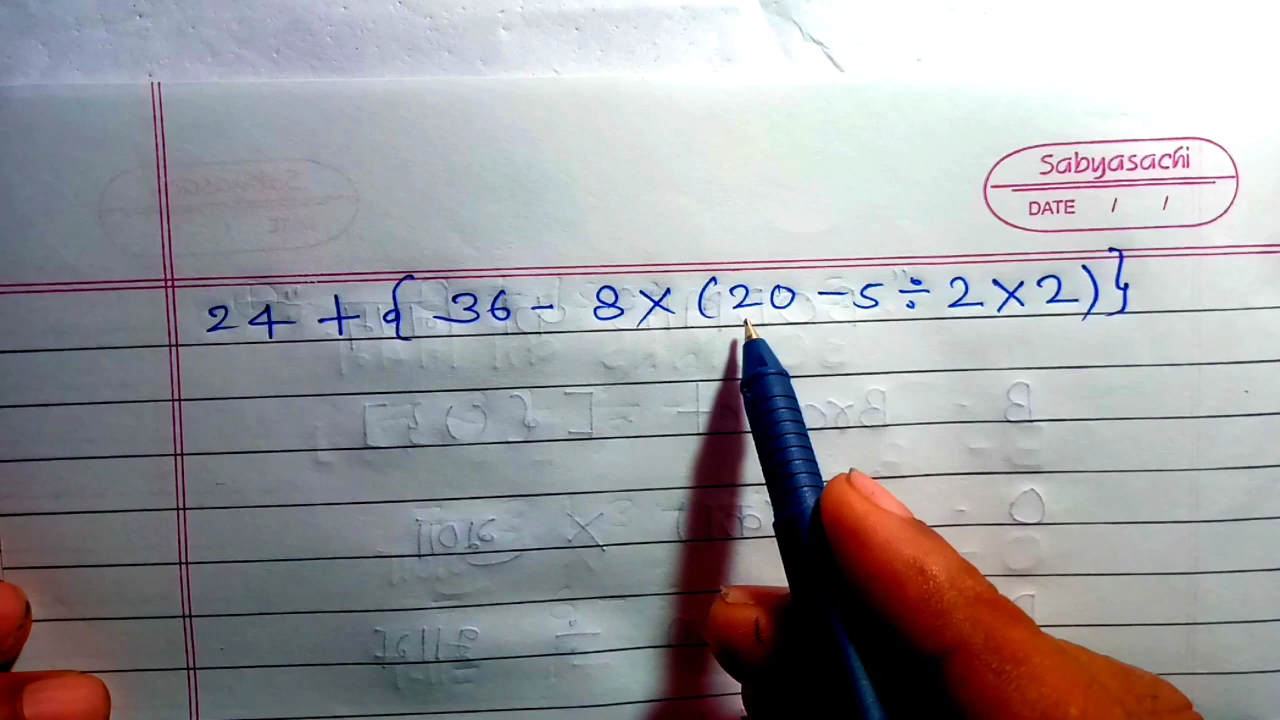 Sabyasachi
DATE / /
24 + { 36 - 8 × (20 - 5 ÷ 2 × 2) }